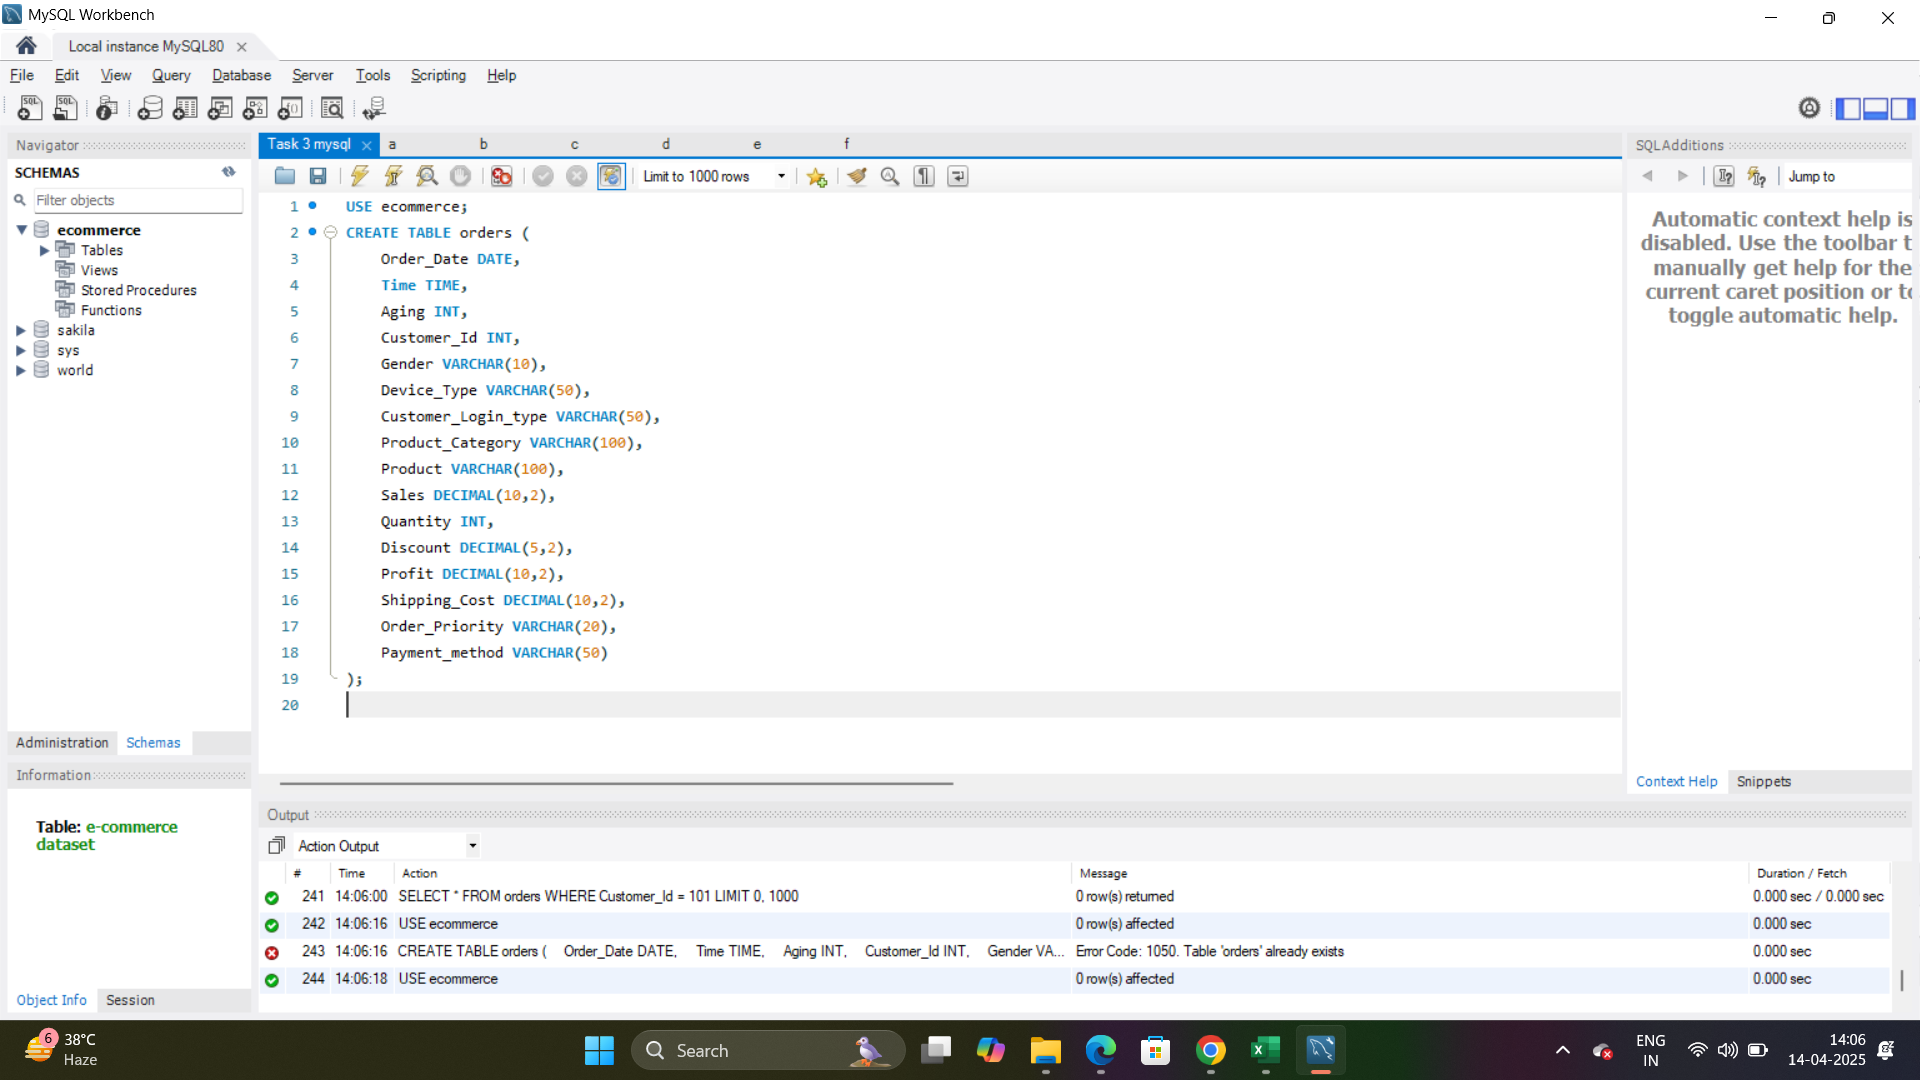 MySQL Workbench
Local instance MySQL80
File Edit View Query Database Server Tools Scripting Help
Navigator
SCHEMAS
Filter objects
ecommerce
Tables
Views
Stored Procedures
Functions
sakila
sys
world
Administration Schemas
Information
Table: e-commerce
dataset
Object Info Session
Task 3 mysql a b c d e f
Limit to 1000 rows
1 USE ecommerce;
2 CREATE TABLE orders (
3 Order_Date DATE,
4 Time TIME,
5 Aging INT,
6 Customer_Id INT,
7 Gender VARCHAR(10),
8 Device_Type VARCHAR(50),
9 Customer_Login_type VARCHAR(50),
10 Product_Category VARCHAR(100),
11 Product VARCHAR(100),
12 Sales DECIMAL(10,2),
13 Quantity INT,
14 Discount DECIMAL(5,2),
15 Profit DECIMAL(10,2),
16 Shipping_Cost DECIMAL(10,2),
17 Order_Priority VARCHAR(20),
18 Payment_method VARCHAR(50)
19 );
20
SQLAdditions
Jump to
Automatic context help is
disabled. Use the toolbar t
manually get help for the
current caret position or to
toggle automatic help.
Context Help Snippets
Output
Action Output
# Time Action Message Duration / Fetch
241 14:06:00 SELECT * FROM orders WHERE Customer_Id = 101 LIMIT 0, 1000 0 row(s) returned 0.000 sec / 0.000 sec
242 14:06:16 USE ecommerce 0 row(s) affected 0.000 sec
243 14:06:16 CREATE TABLE orders ( Order_Date DATE, Time TIME, Aging INT, Customer_Id INT, Gender VA... Error Code: 1050. Table 'orders' already exists 0.000 sec
244 14:06:18 USE ecommerce 0 row(s) affected 0.000 sec
6 38°C
Haze
Search
ENG
IN
14:06
14-04-2025